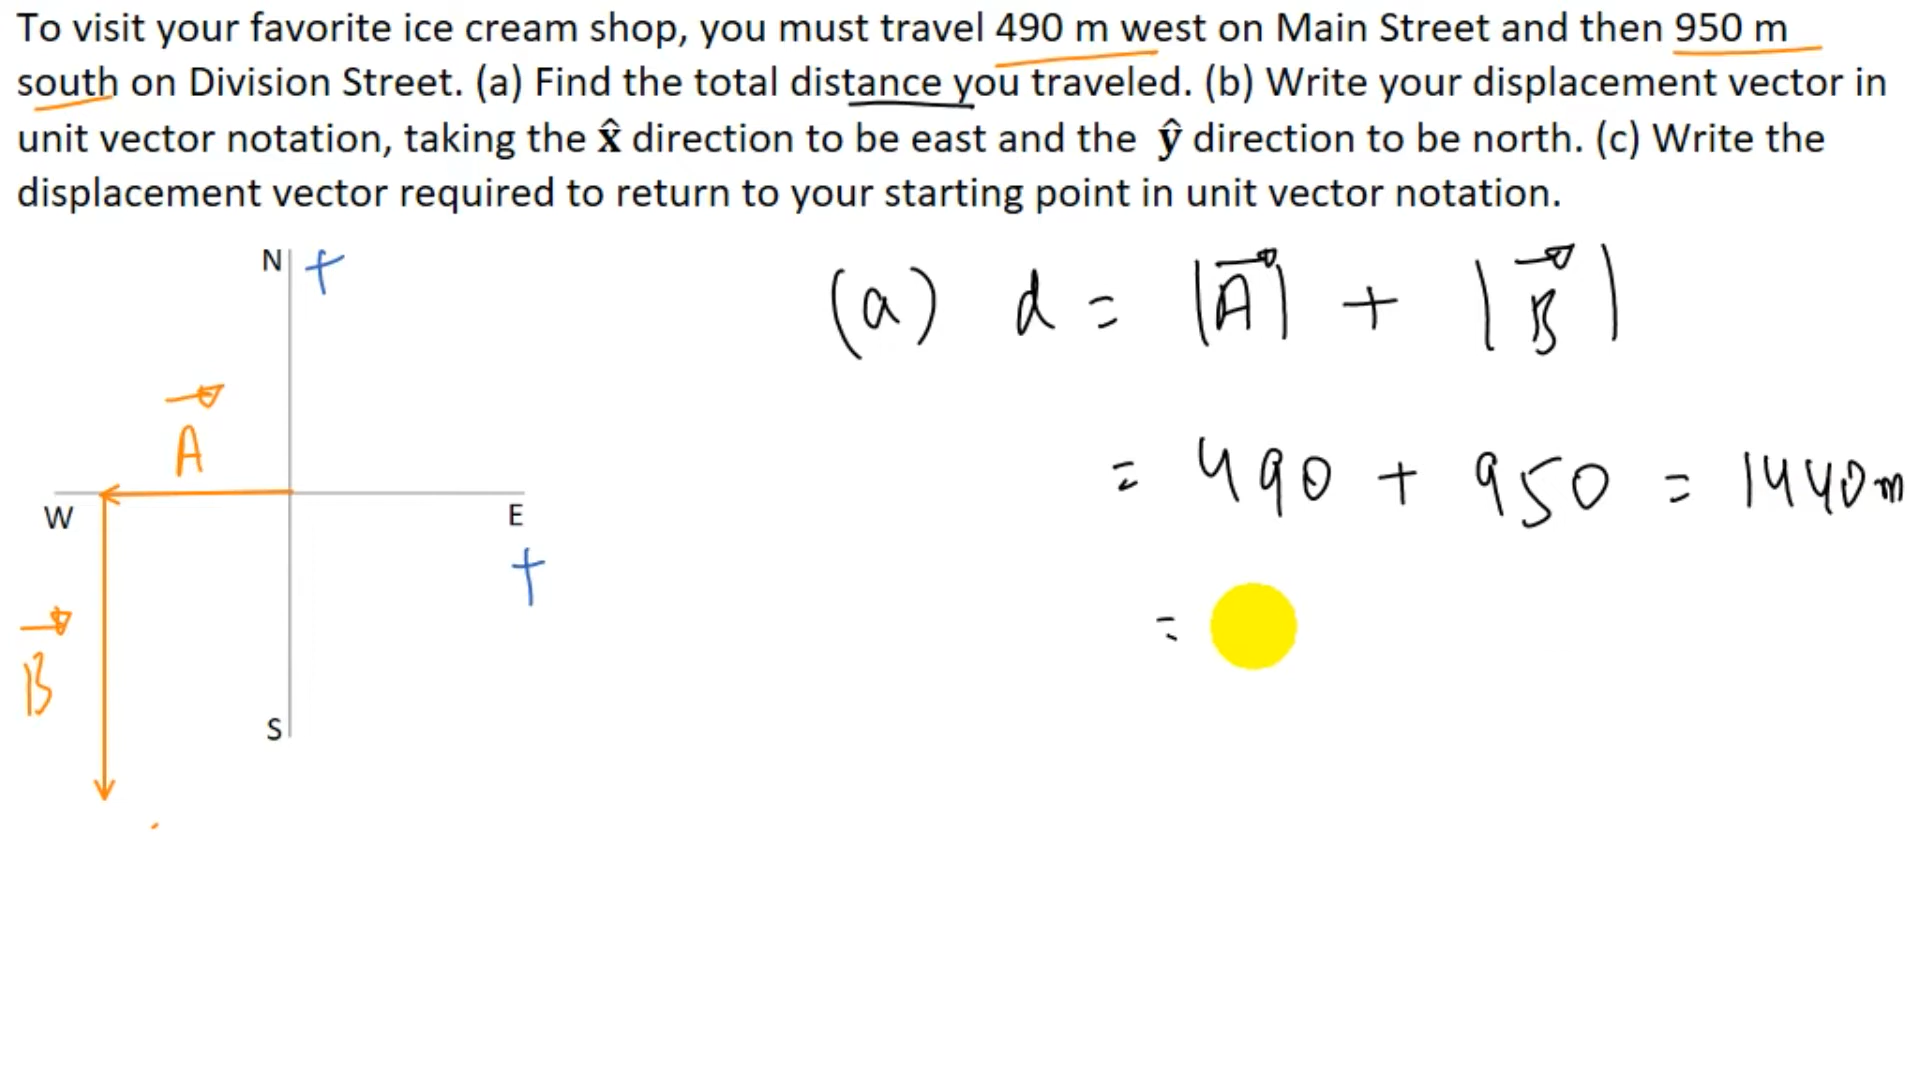 To visit your favorite ice cream shop, you must travel 490 m west on Main Street and then 950 m
south on Division Street. (a) Find the total distance you traveled. (b) Write your displacement vector in
unit vector notation, taking the x̂ direction to be east and the ŷ direction to be north. (c) Write the
displacement vector required to return to your starting point in unit vector notation.
N +
(a) d = |A⃗| + |B⃗|
A⃗
= 490 + 950 = 1440 m
W
E
+
=
B⃗
S